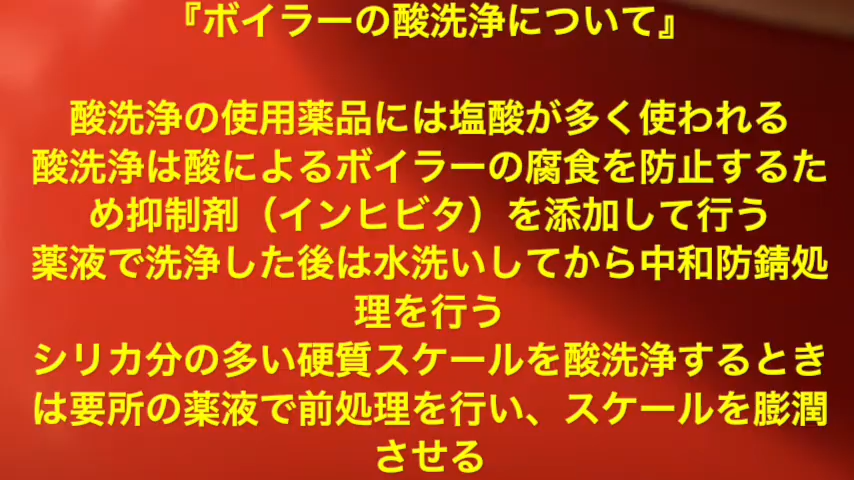 『ボイラーの酸洗浄について』
酸洗浄の使用薬品には塩酸が多く使われる
酸洗浄は酸によるボイラーの腐食を防止するた
め抑制剤（インヒビタ）を添加して行う
薬液で洗浄した後は水洗いしてから中和防錆処
理を行う
シリカ分の多い硬質スケールを酸洗浄するとき
は要所の薬液で前処理を行い、スケールを膨潤
させる